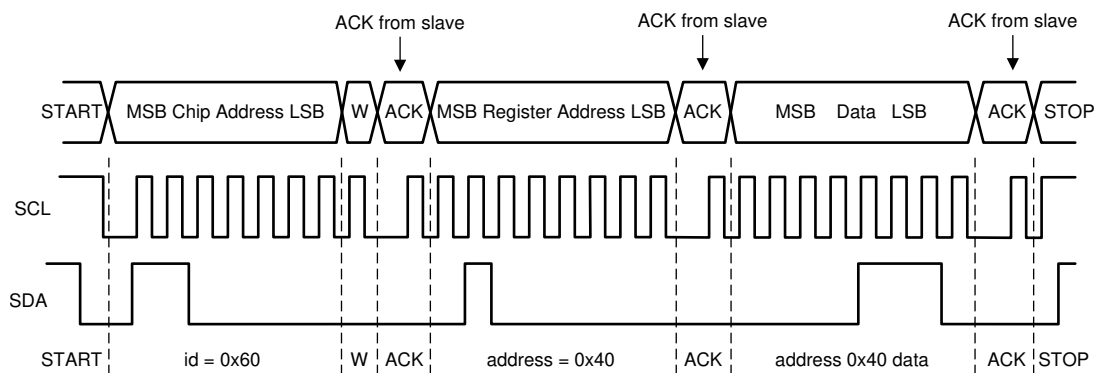 ACK from slave ACK from slave ACK from slave
START MSB Chip Address LSB W ACK MSB Register Address LSB ACK MSB Data LSB ACK STOP
SCL
SDA
START id = 0x60 W ACK address = 0x40 ACK address 0x40 data ACK STOP